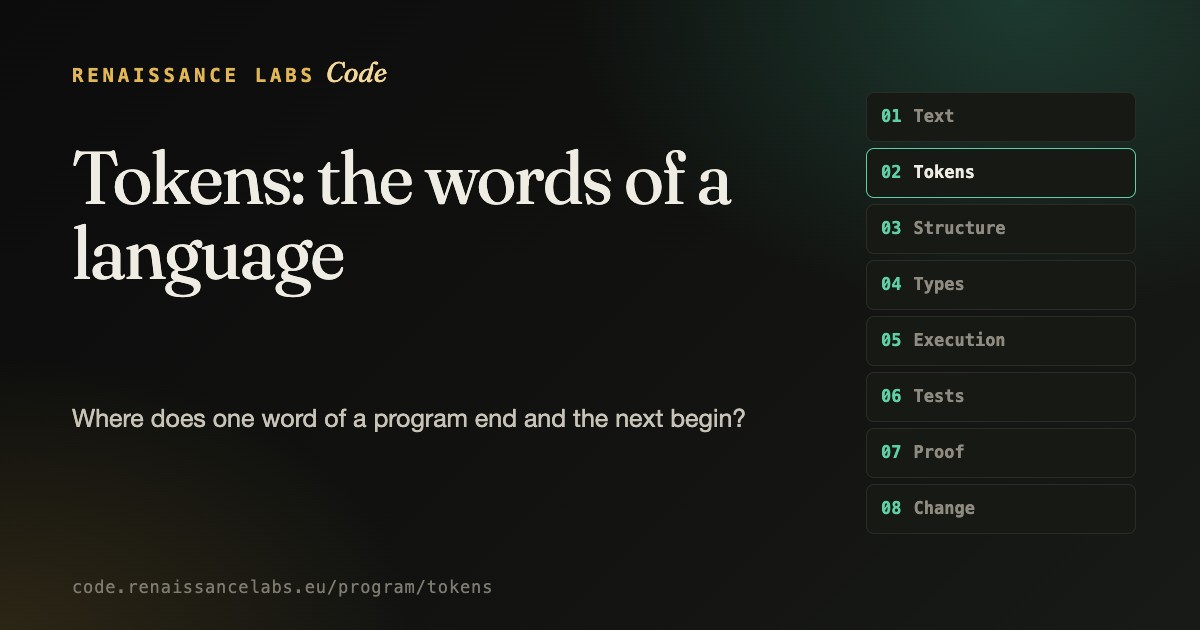 RENAISSANCE LABS Code
Tokens: the words of a
language
Where does one word of a program end and the next begin?
code.renaissancelabs.eu/program/tokens
01 Text
02 Tokens
03 Structure
04 Types
05 Execution
06 Tests
07 Proof
08 Change